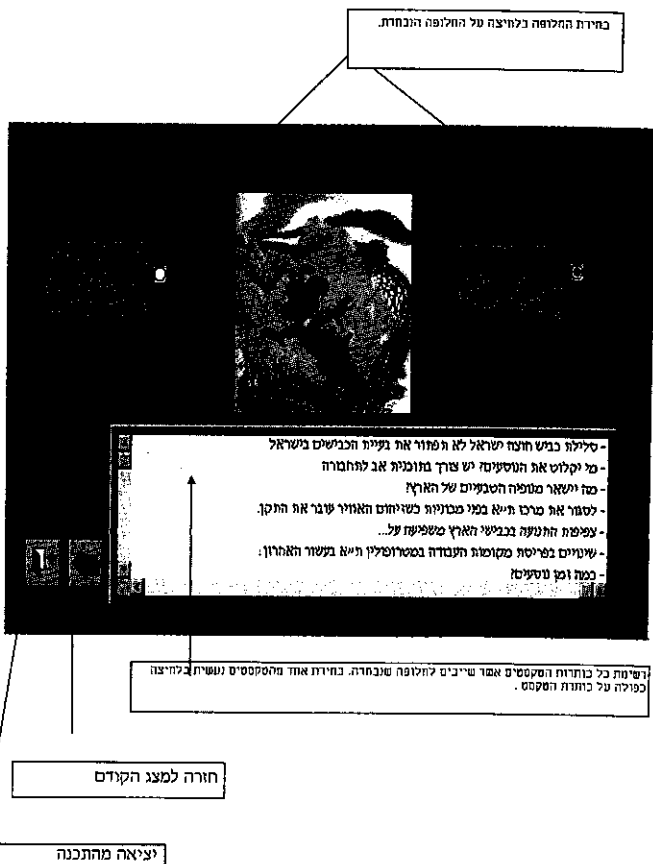 בחירת החלופה בלחיצה על החלופה הנבחרת.
- סלילת כביש חוצה ישראל לא תפתור את בעיית הכבישים בישראל
- מי יקלוט את הנוסעים? יש צורך בתוכנית אב לתחבורה
- מה יישאר מנופיה הטבעיים של הארץ?
- לסגור את מרכז ת״א בפני מכוניות כשזיהום האוויר עובר את התקן.
- צפיפות התנועה בכבישי הארץ משפיעה על...
- שינויים בפריסת מקומות העבודה במטרופולין ת״א בעשור האחרון:
- כמה זמן נוסעים?
רשימת כל כותרות הטקסטים אשר שייבים לחלופה שנבחרה. בחירת אחד מהטקסטים נעשית בלחיצה
כפולה על כותרת הטקסט .
חזרה למצג הקודם
יציאה מהתכנה